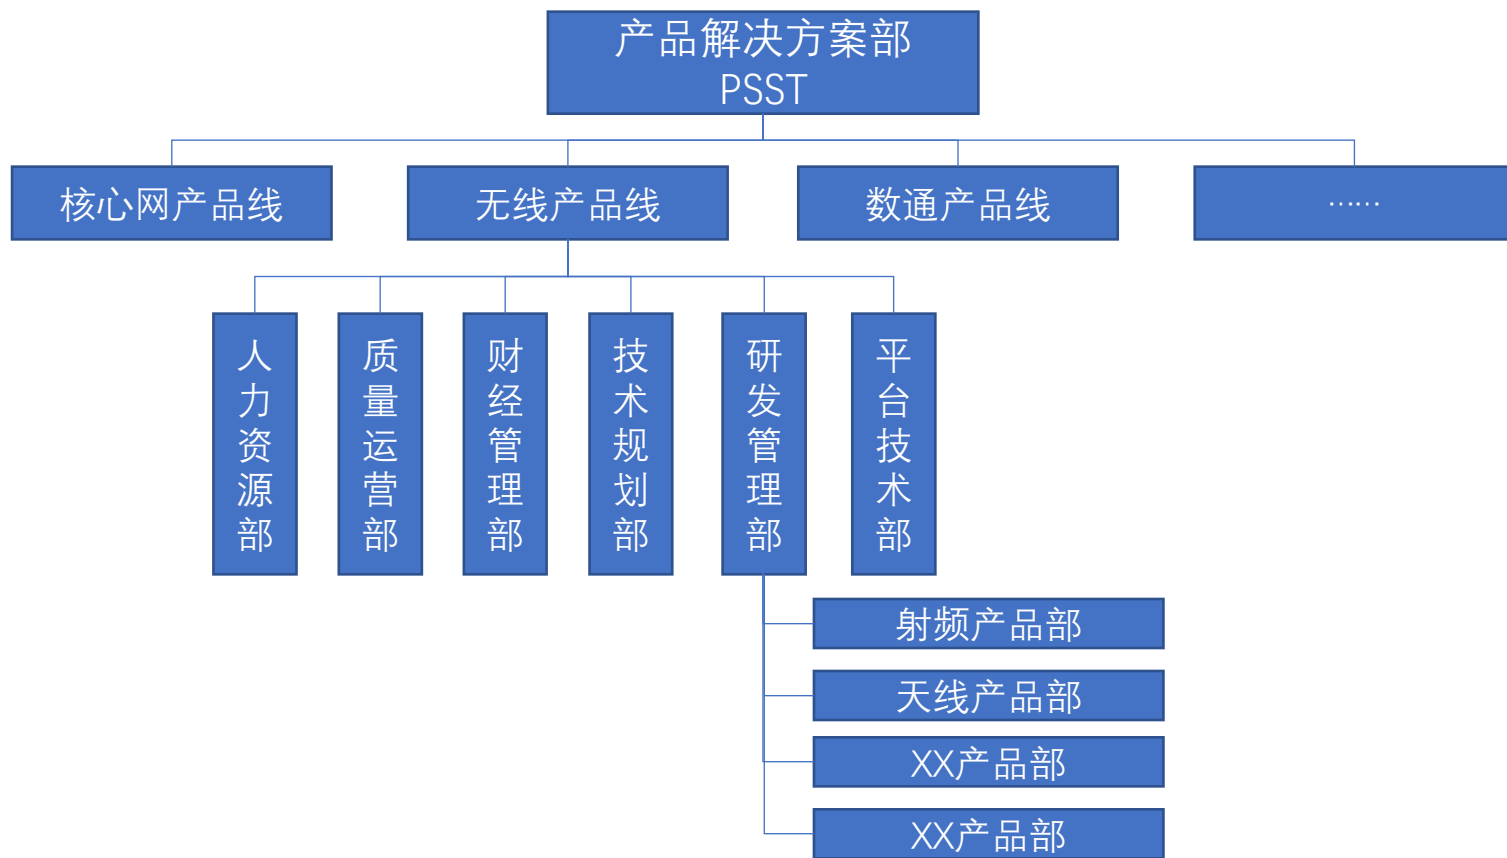 产品解决方案部
PSST
核心网产品线
无线产品线
数通产品线
……
人力资源部
质量运营部
财经管理部
技术规划部
研发管理部
平台技术部
射频产品部
天线产品部
XX产品部
XX产品部